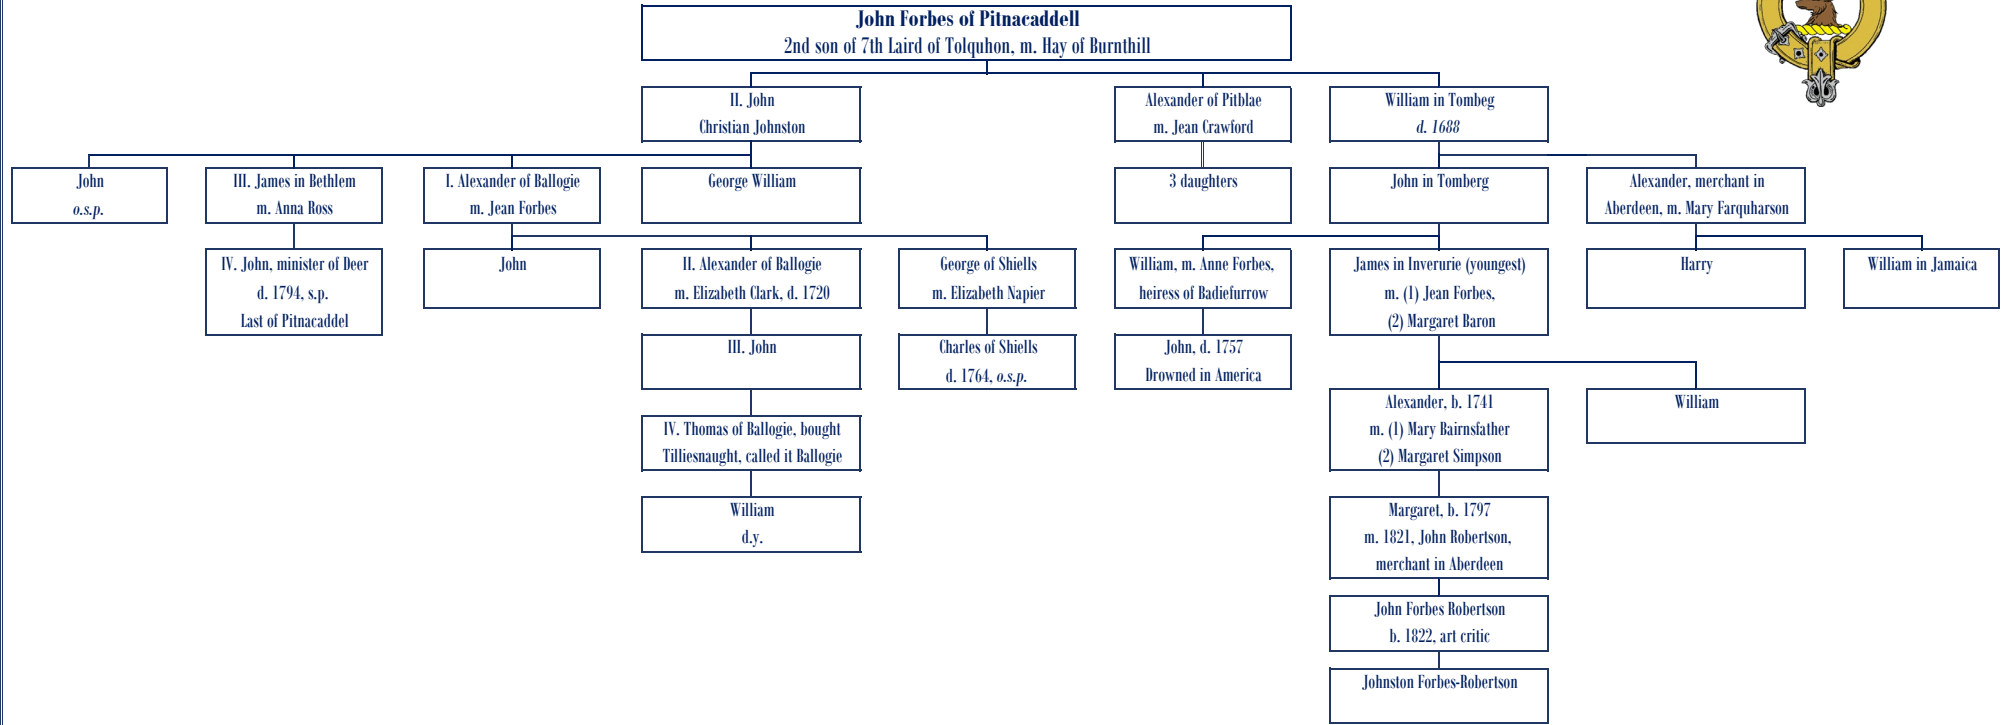 John Forbes of Pitnacaddell
2nd son of 7th Laird of Tolquhon, m. Hay of Burnthill
II. John
Christian Johnston
Alexander of Pitblae
m. Jean Crawford
William in Tombeg
d. 1688
John
o.s.p.
III. James in Bethlem
m. Anna Ross
I. Alexander of Ballogie
m. Jean Forbes
George William
3 daughters
John in Tomberg
Alexander, merchant in
Aberdeen, m. Mary Farquharson
IV. John, minister of Deer
d. 1794, s.p.
Last of Pitnacaddel
John
II. Alexander of Ballogie
m. Elizabeth Clark, d. 1720
George of Shiells
m. Elizabeth Napier
William, m. Anne Forbes,
heiress of Badiefurrow
James in Inverurie (youngest)
m. (1) Jean Forbes,
(2) Margaret Baron
Harry
William in Jamaica
III. John
Charles of Shiells
d. 1764, o.s.p.
John, d. 1757
Drowned in America
Alexander, b. 1741
m. (1) Mary Bairnsfather
(2) Margaret Simpson
William
IV. Thomas of Ballogie, bought
Tilliesnaught, called it Ballogie
William
d.y.
Margaret, b. 1797
m. 1821, John Robertson,
merchant in Aberdeen
John Forbes Robertson
b. 1822, art critic
Johnston Forbes-Robertson